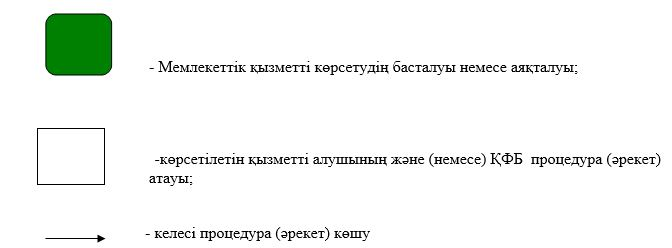 - Мемлекеттік қызметті көрсетудің басталуы немесе аяқталуы;
-көрсетілетін қызметті алушының және (немесе) ҚФБ процедура (әрекет)
атауы;
- келесі процедура (әрекет) көшу